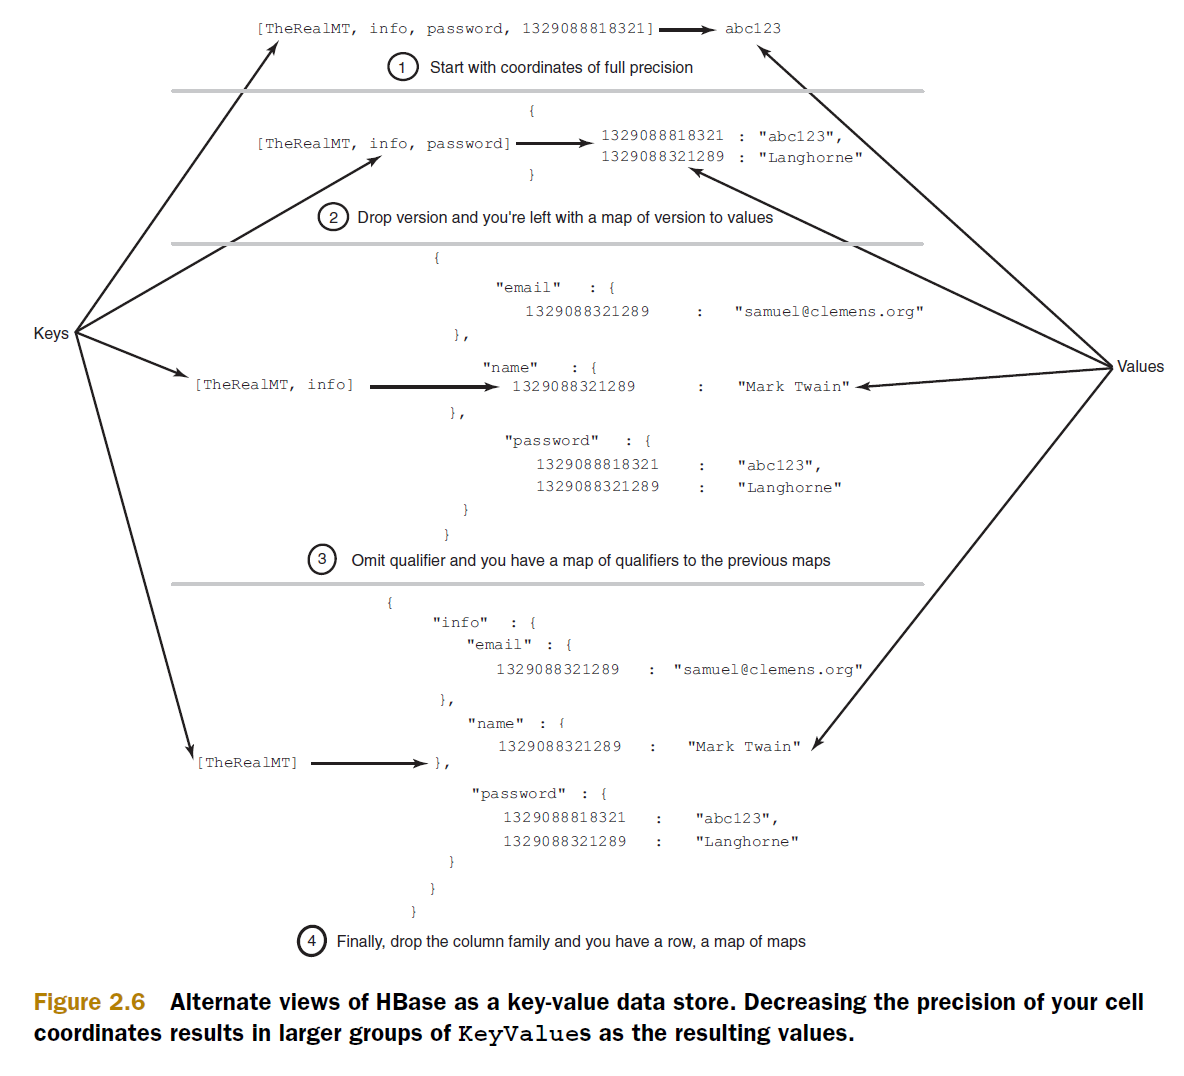 [TheRealMT, info, password, 1329088818321] abc123
1 Start with coordinates of full precision
{
[TheRealMT, info, password] 1329088818321 : "abc123",
1329088321289 : "Langhorne"
}
2 Drop version and you're left with a map of version to values
{
"email" : {
1329088321289 : "samuel@clemens.org"
},
Keys
Values
"name" : {
[TheRealMT, info] 1329088321289 : "Mark Twain"
},
"password" : {
1329088818321 : "abc123",
1329088321289 : "Langhorne"
}
}
3 Omit qualifier and you have a map of qualifiers to the previous maps
{
"info" : {
"email" : {
1329088321289 : "samuel@clemens.org"
},
"name" : {
1329088321289 : "Mark Twain"
[TheRealMT] },
"password" : {
1329088818321 : "abc123",
1329088321289 : "Langhorne"
}
}
}
4 Finally, drop the column family and you have a row, a map of maps
Figure 2.6 Alternate views of HBase as a key-value data store. Decreasing the precision of your cell
coordinates results in larger groups of KeyValues as the resulting values.